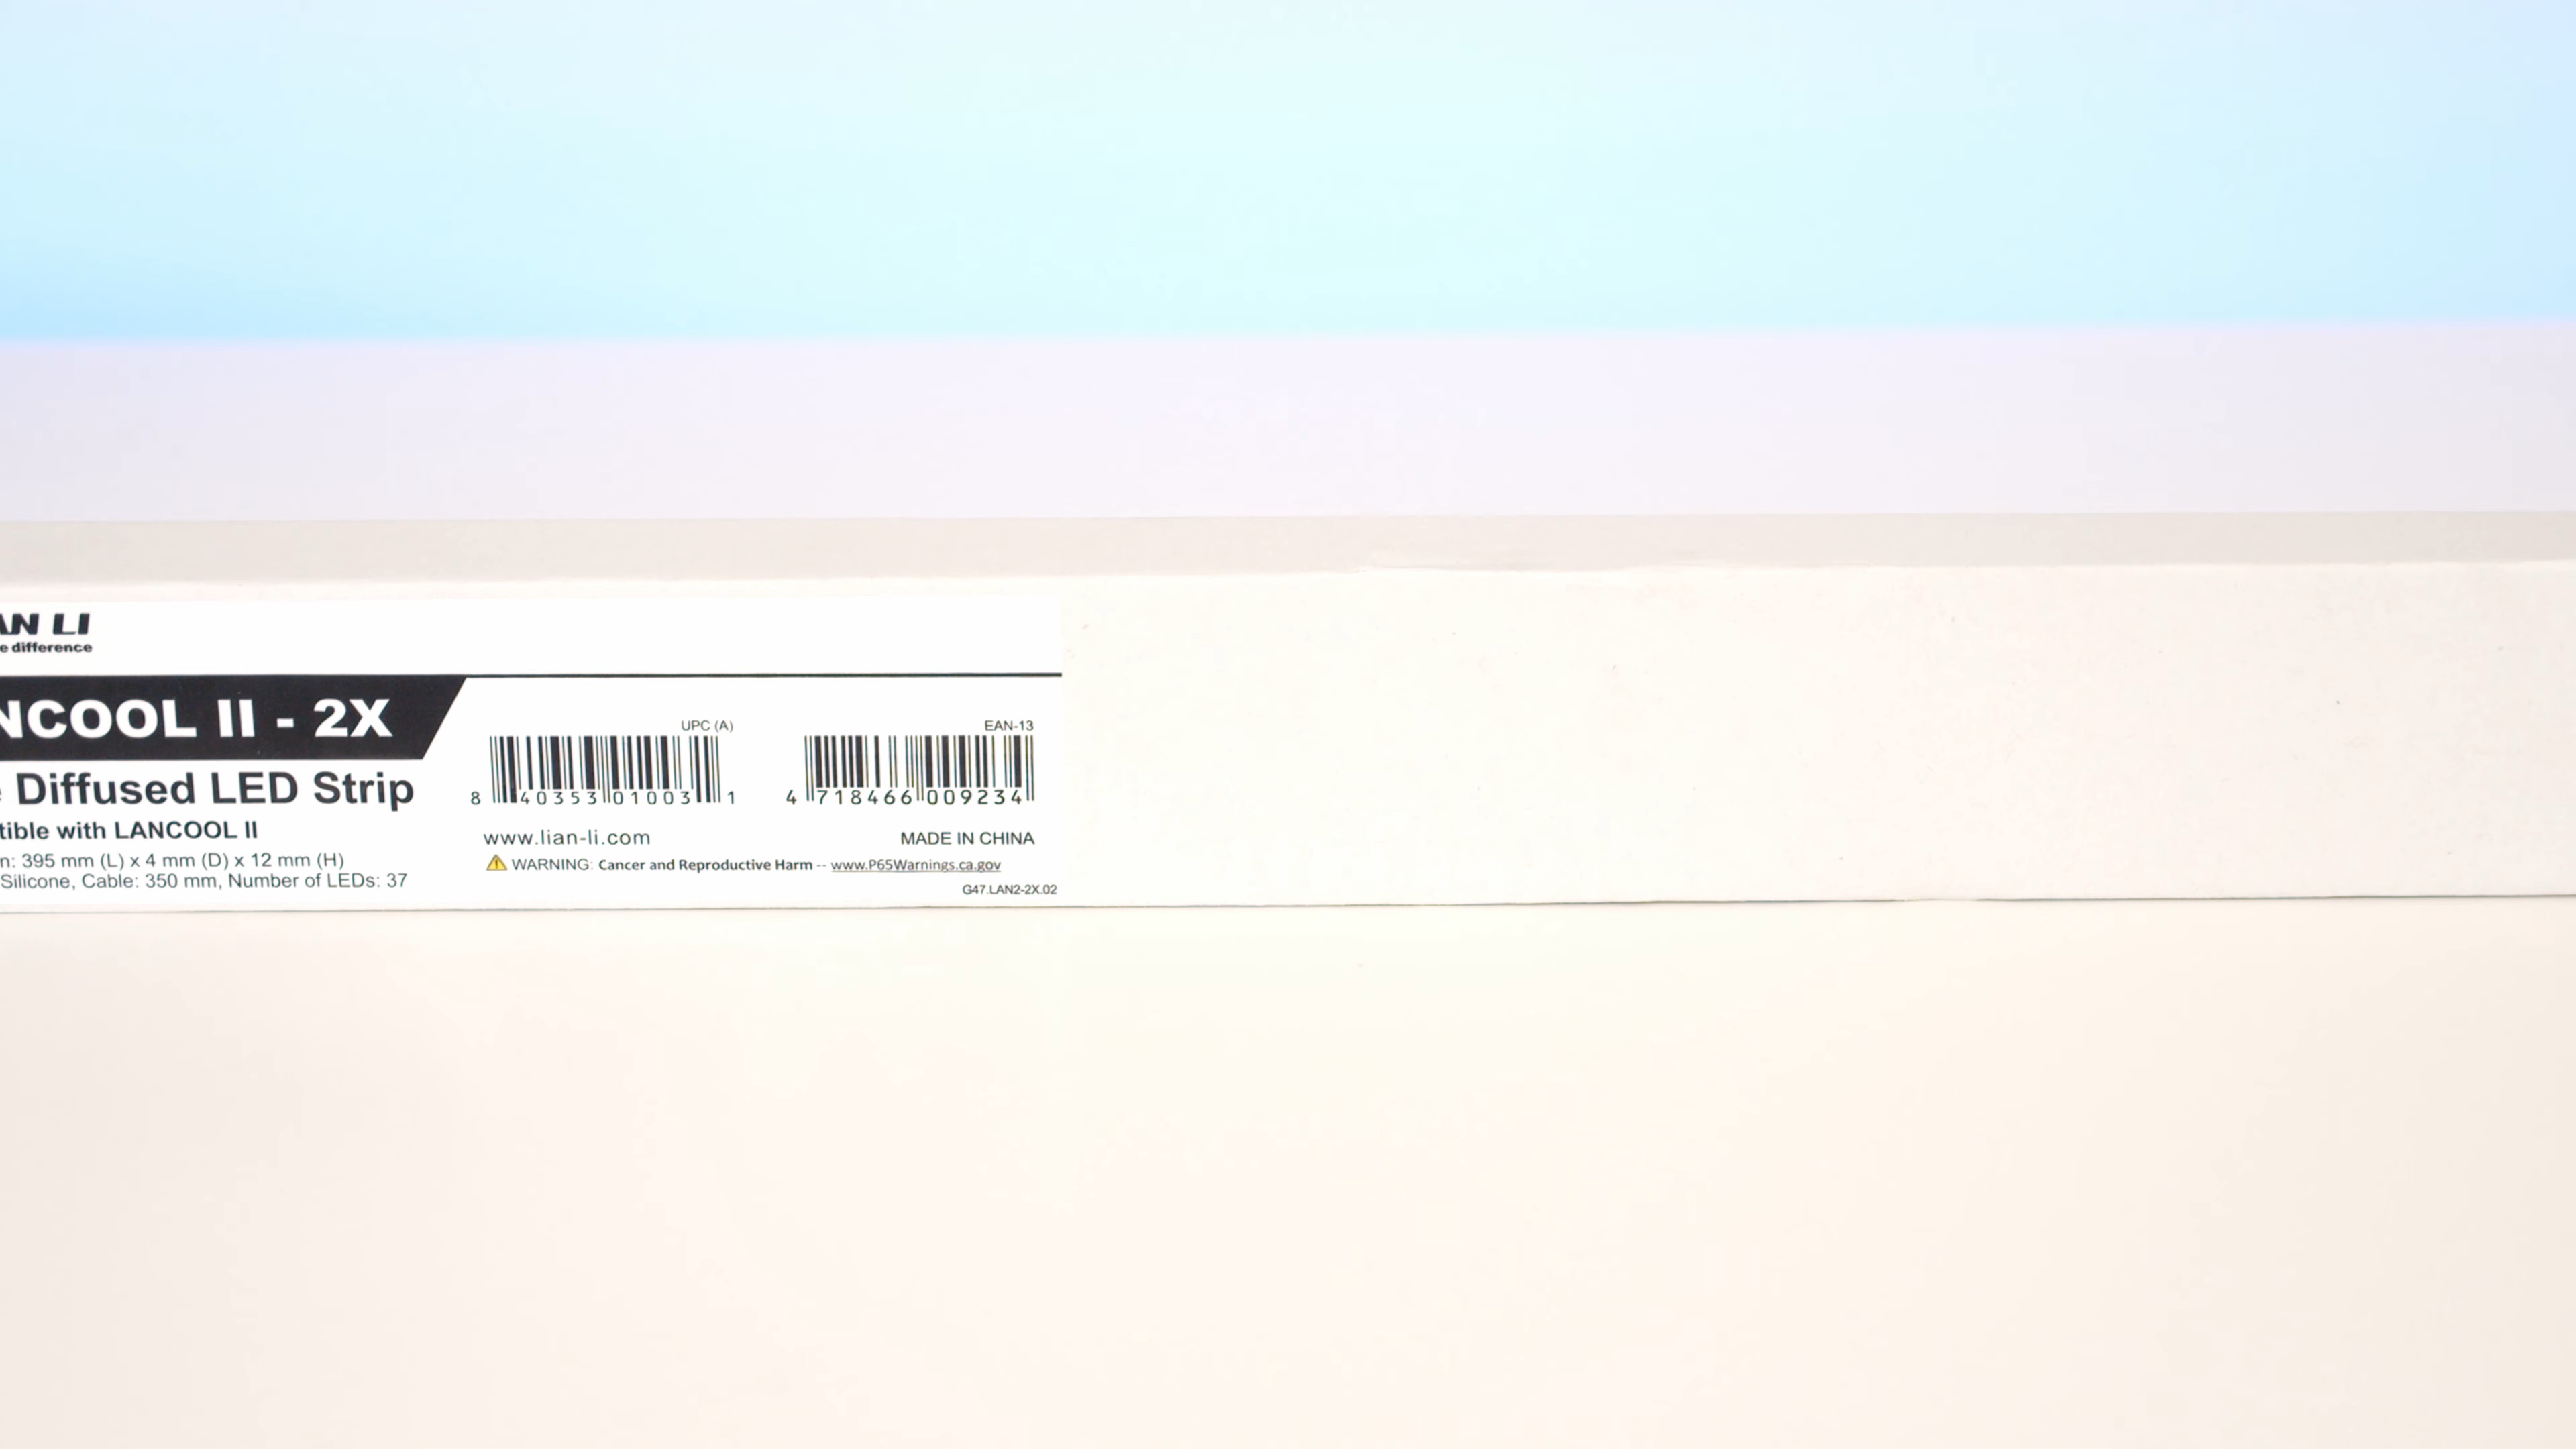 AN LI
e difference
NCOOL II - 2X
Diffused LED Strip
tible with LANCOOL II
n: 395 mm (L) x 4 mm (D) x 12 mm (H)
Silicone, Cable: 350 mm, Number of LEDs: 37
UPC (A)
8 40353 01003 1
EAN-13
4 718466 009234
www.lian-li.com
MADE IN CHINA
WARNING: Cancer and Reproductive Harm -- www.P65Warnings.ca.gov
G47.LAN2-2X.02